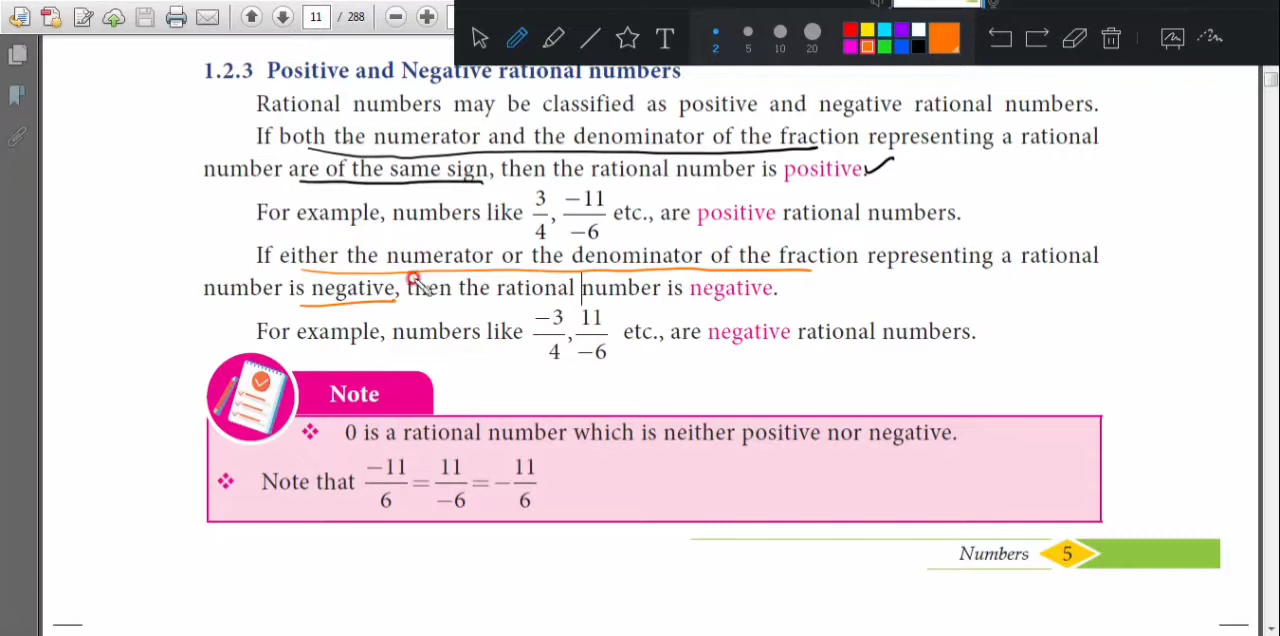 11 / 288
T
2 5 10 20
1.2.3 Positive and Negative rational numbers
Rational numbers may be classified as positive and negative rational numbers.
If both the numerator and the denominator of the fraction representing a rational
number are of the same sign, then the rational number is positive.
For example, numbers like 3/4, −11/−6 etc., are positive rational numbers.
If either the numerator or the denominator of the fraction representing a rational
number is negative, then the rational number is negative.
For example, numbers like −3/4, 11/−6 etc., are negative rational numbers.
Note
❖ 0 is a rational number which is neither positive nor negative.
❖ Note that −11/6 = 11/−6 = −11/6
Numbers 5